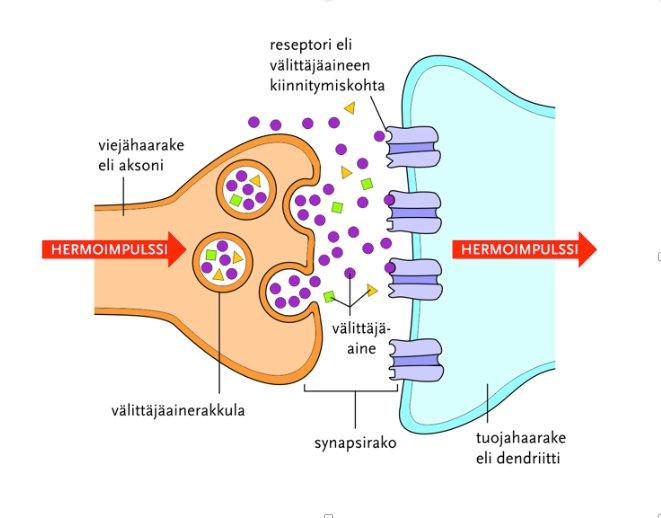 reseptori eli
välittäjäaineen
kiinnitymiskohta
viejähaarake
eli aksoni
HERMOIMPULSSI
HERMOIMPULSSI
välittäjä-
aine
välittäjäainerakkula
synapsirako
tuojahaarake
eli dendriitti